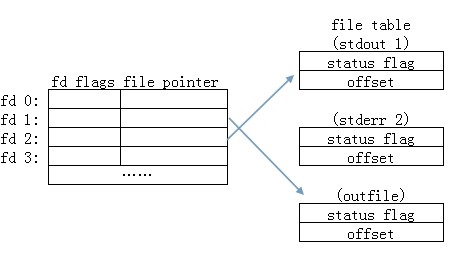 fd flags file pointer
fd 0:
fd 1:
fd 2:
fd 3:
……
file table
(stdout 1)
status flag
offset
(stderr 2)
status flag
offset
(outfile)
status flag
offset